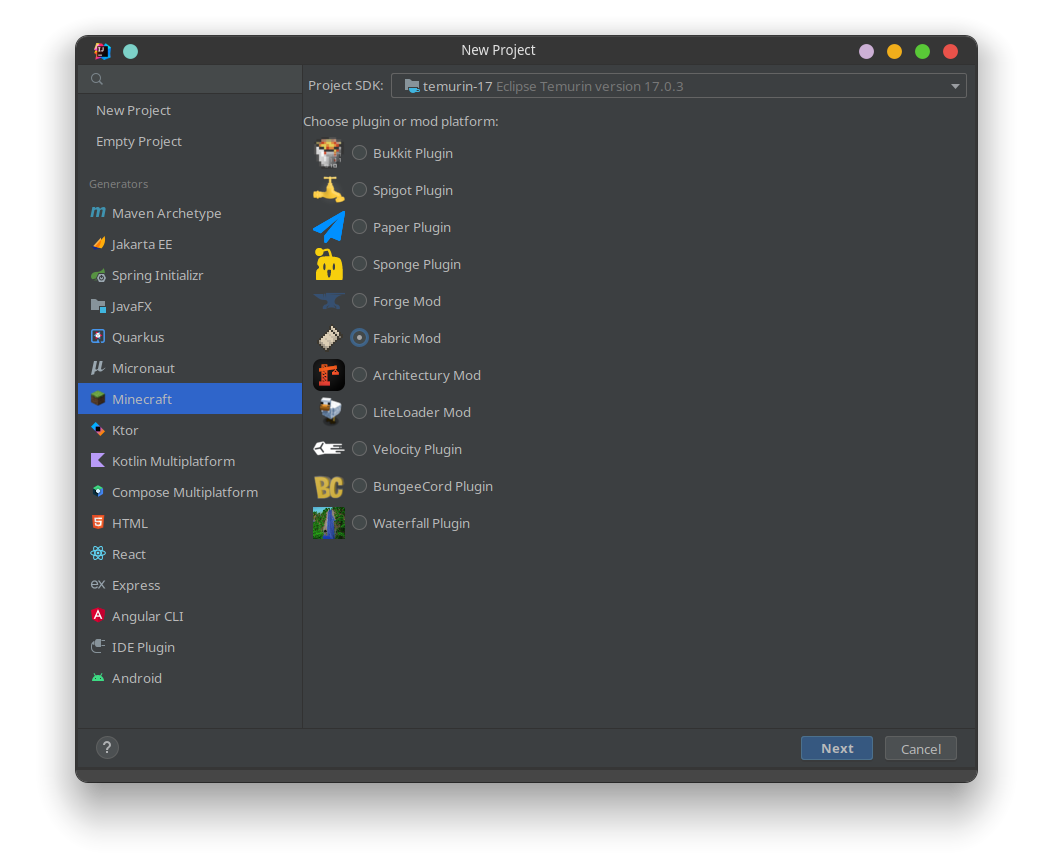 New Project
New Project
Empty Project
Generators
Maven Archetype
Jakarta EE
Spring Initializr
JavaFX
Quarkus
Micronaut
Minecraft
Ktor
Kotlin Multiplatform
Compose Multiplatform
HTML
React
ex Express
Angular CLI
IDE Plugin
Android
Project SDK: temurin-17 Eclipse Temurin version 17.0.3
Choose plugin or mod platform:
Bukkit Plugin
Spigot Plugin
Paper Plugin
Sponge Plugin
Forge Mod
Fabric Mod
Architectury Mod
LiteLoader Mod
Velocity Plugin
BC BungeeCord Plugin
Waterfall Plugin
? Next Cancel